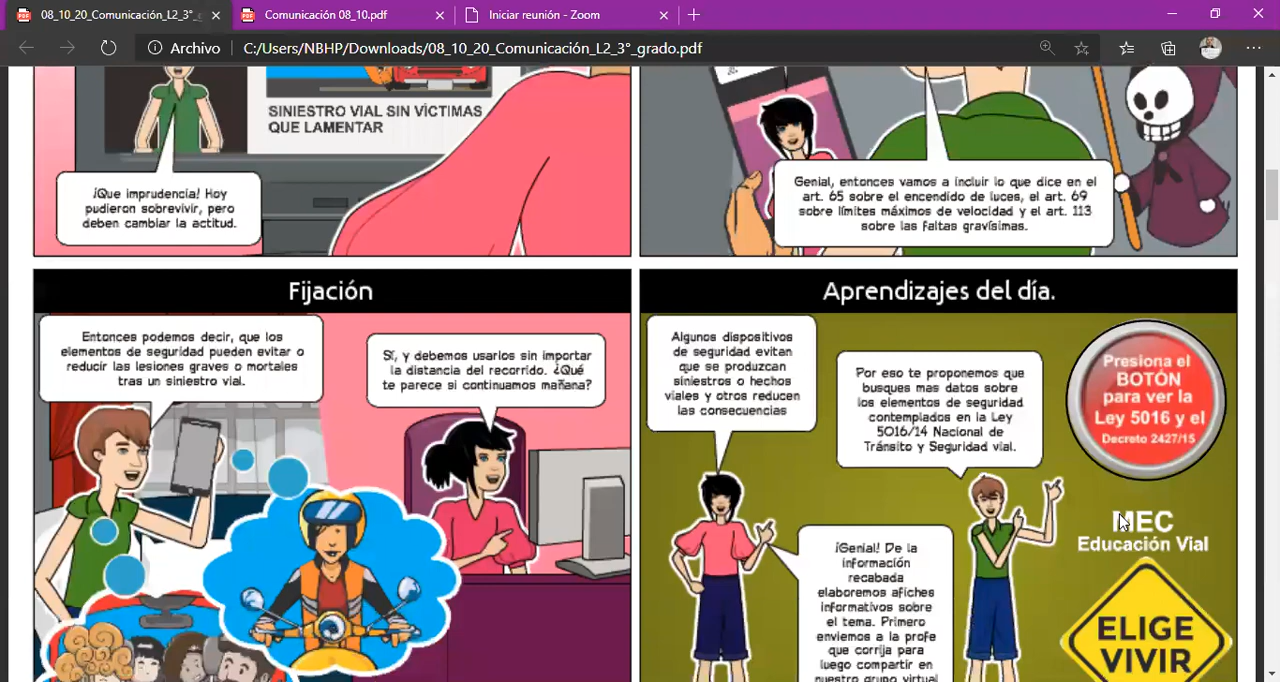 08_10_20_Comunicación_L2_3°_g
Comunicación 08_10.pdf
Iniciar reunión - Zoom
Archivo
C:/Users/NBHP/Downloads/08_10_20_Comunicación_L2_3°_grado.pdf
SINIESTRO VIAL SIN VÍCTIMAS
QUE LAMENTAR
¡Que imprudencia! Hoy
pudieron sobrevivir, pero
deben cambiar la actitud.
Genial, entonces vamos a incluir lo que dice en el
art. 65 sobre el encendido de luces, el art. 69
sobre límites máximos de velocidad y el art. 113
sobre las faltas gravísimas.
Fijación
Entonces podemos decir, que los
elementos de seguridad pueden evitar o
reducir las lesiones graves o mortales
tras un siniestro vial.
Sí, y debemos usarlos sin importar
la distancia del recorrido. ¿Qué
te parece si continuamos mañana?
Aprendizajes del día.
Algunos dispositivos
de seguridad evitan
que se produzcan
siniestros o hechos
viales y otros reducen
las consecuencias
Por eso te proponemos que
busques mas datos sobre
los elementos de seguridad
contemplados en la Ley
5016/14 Nacional de
Tránsito y Seguridad vial.
Presiona el
BOTÓN
para ver la
Ley 5016 y el
Decreto 2427/15
¡Genial! De la
información
recabada
elaboremos afiches
informativos sobre
el tema. Primero
enviemos a la profe
que corrija para
luego compartir en
nuestro grupo virtual
MEC
Educación Vial
ELIGE
VIVIR